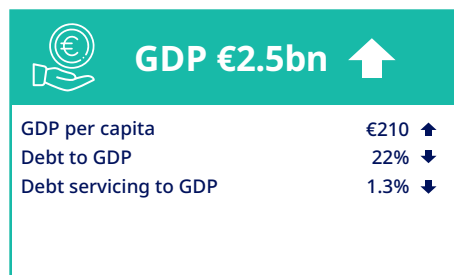 GDP €2.5bn
GDP per capita €210
Debt to GDP 22%
Debt servicing to GDP 1.3%